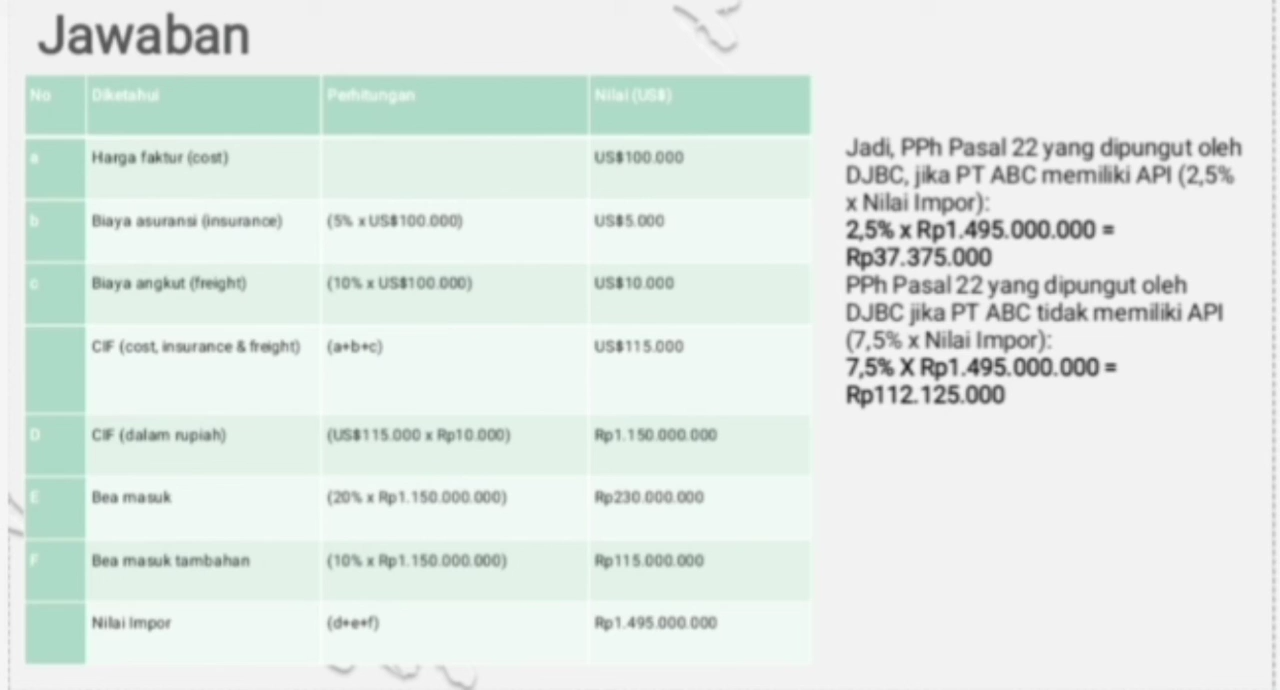 Jawaban
No Diketahui Perhitungan Nilai (US$)
a Harga faktur (cost) US$100.000
b Biaya asuransi (insurance) (5% x US$100.000) US$5.000
c Biaya angkut (freight) (10% x US$100.000) US$10.000
CIF (cost, insurance & freight) (a+b+c) US$115.000
D CIF (dalam rupiah) (US$115.000 x Rp10.000) Rp1.150.000.000
E Bea masuk (20% x Rp1.150.000.000) Rp230.000.000
F Bea masuk tambahan (10% x Rp1.150.000.000) Rp115.000.000
Nilai Impor (d+e+f) Rp1.495.000.000
Jadi, PPh Pasal 22 yang dipungut oleh
DJBC, jika PT ABC memiliki API (2,5%
x Nilai Impor):
2,5% x Rp1.495.000.000 =
Rp37.375.000
PPh Pasal 22 yang dipungut oleh
DJBC jika PT ABC tidak memiliki API
(7,5% x Nilai Impor):
7,5% X Rp1.495.000.000 =
Rp112.125.000